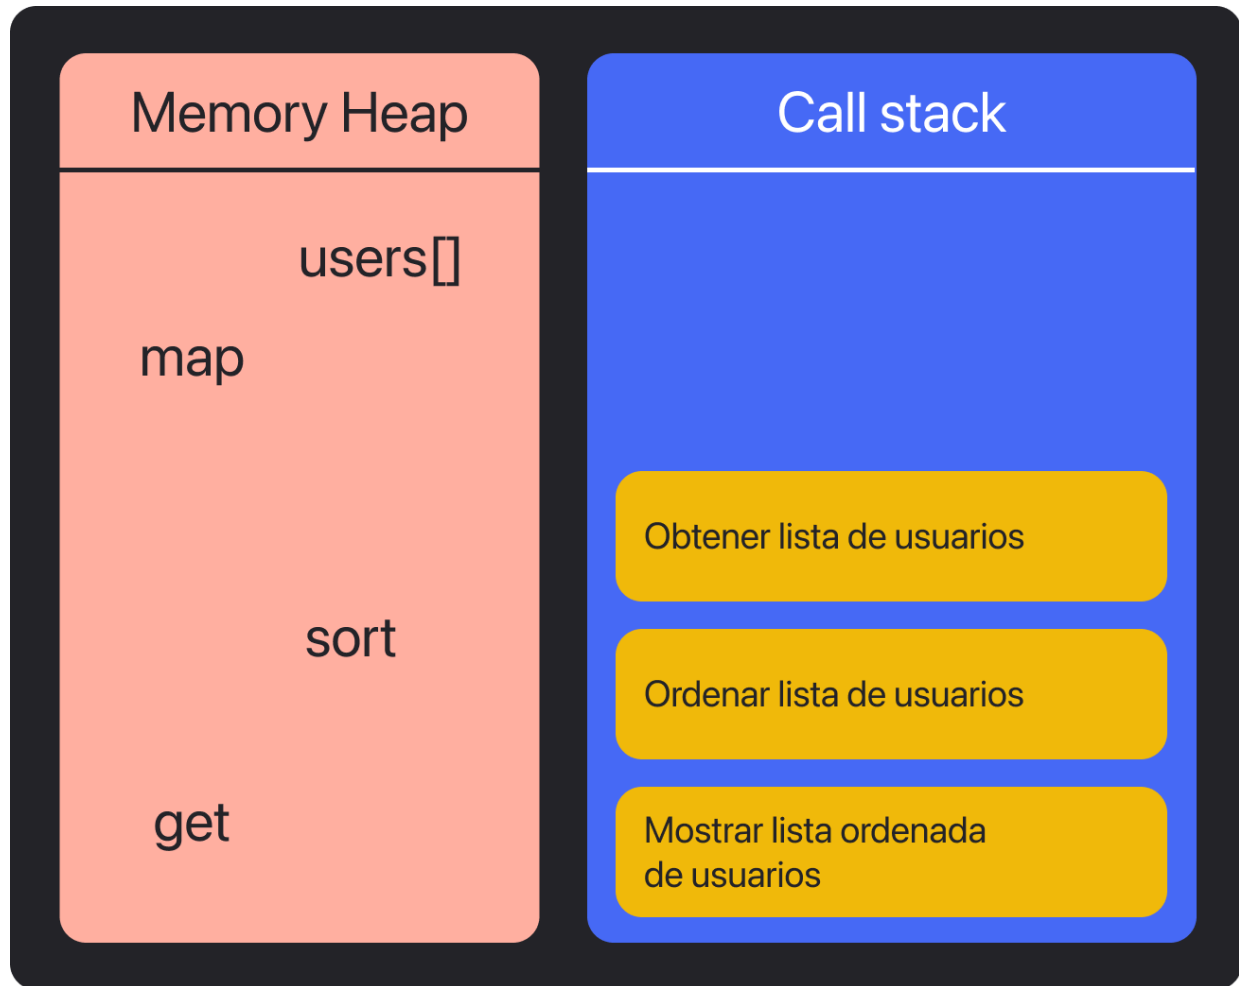 Memory Heap
users[]
map
sort
get
Call stack
Obtener lista de usuarios
Ordenar lista de usuarios
Mostrar lista ordenada
de usuarios